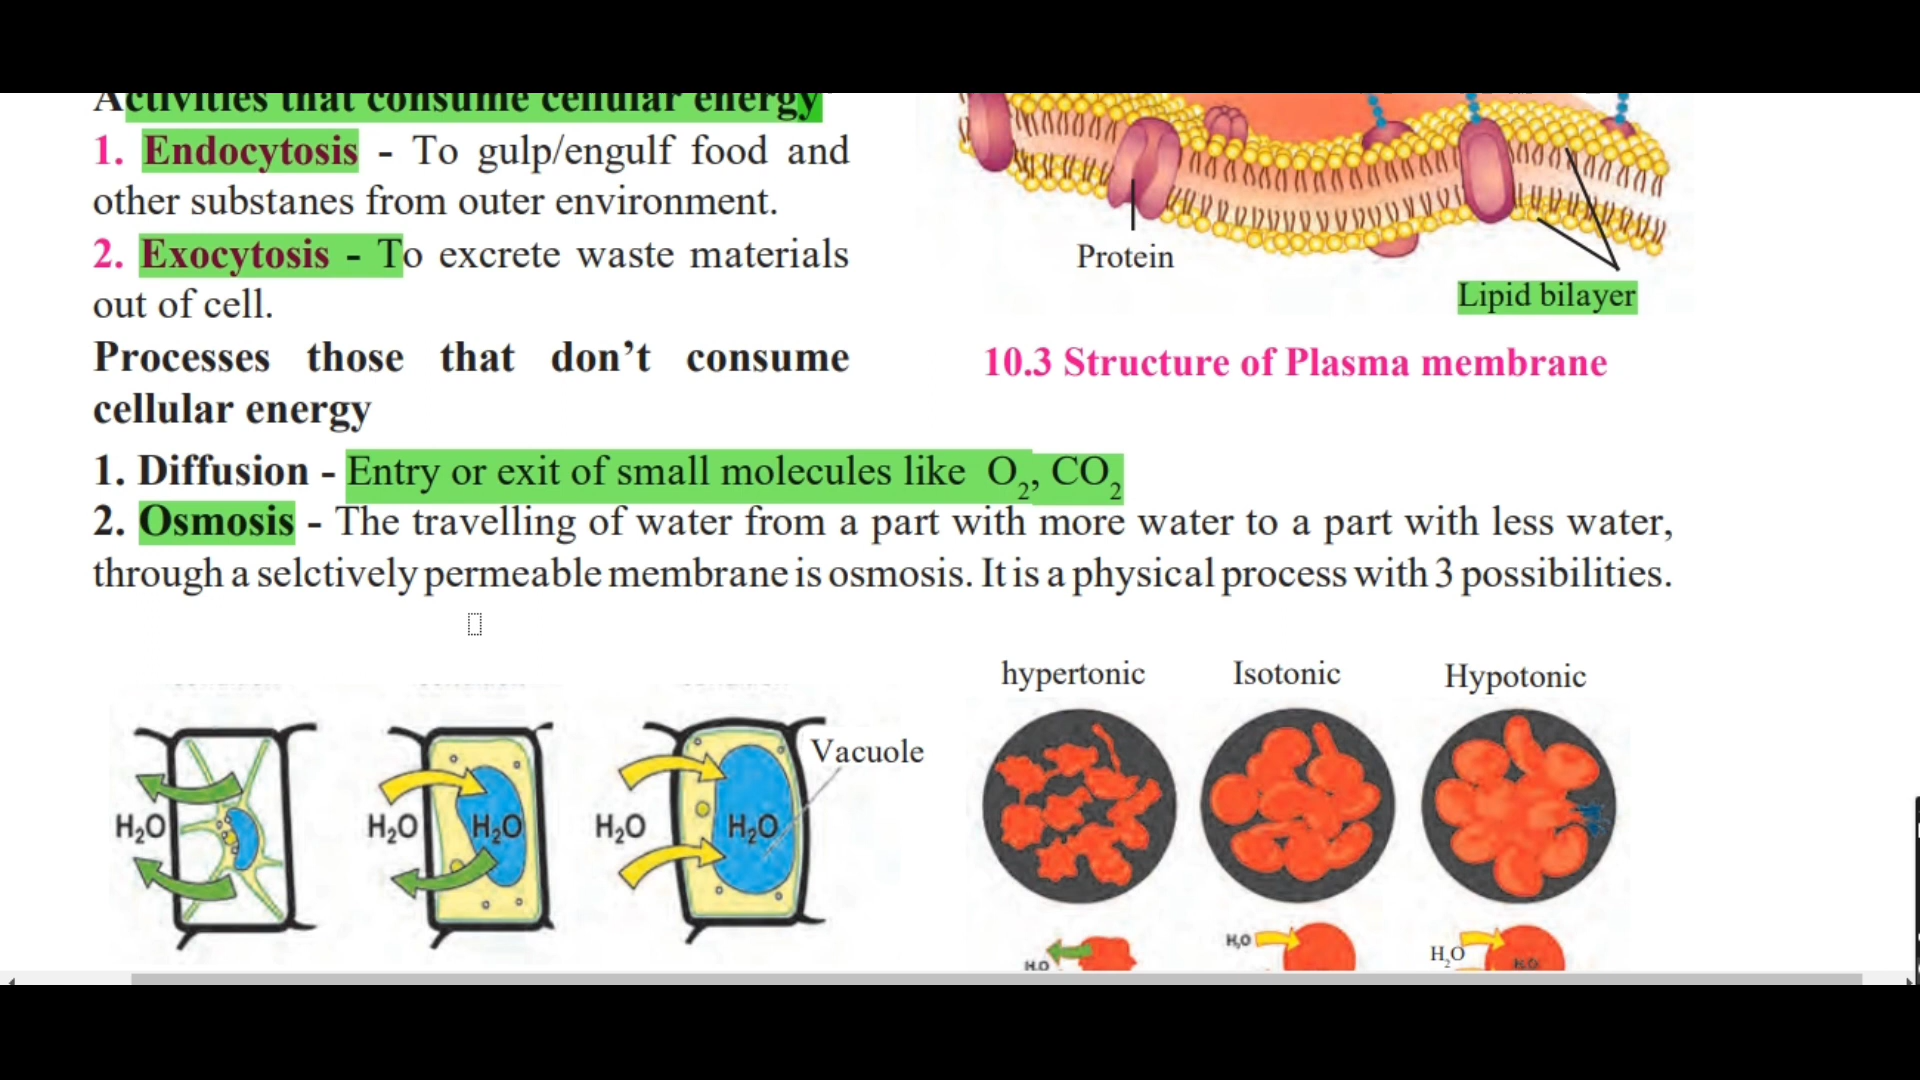 Activities that consume cellular energy
1. Endocytosis - To gulp/engulf food and
other substanes from outer environment.
2. Exocytosis - To excrete waste materials
out of cell.
Processes those that don’t consume
cellular energy
Protein
Lipid bilayer
10.3 Structure of Plasma membrane
1. Diffusion - Entry or exit of small molecules like O₂, CO₂
2. Osmosis - The travelling of water from a part with more water to a part with less water,
through a selctively permeable membrane is osmosis. It is a physical process with 3 possibilities.
hypertonic Isotonic Hypotonic
Vacuole
H₂O H₂O H₂O H₂O H₂O
H₂O H₂O H₂O
H₂O